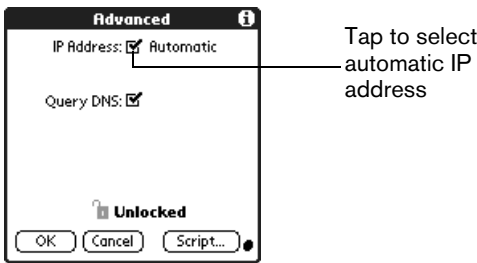 Advanced
IP Address: Automatic
Query DNS:
Unlocked
OK Cancel Script...
Tap to select
automatic IP
address